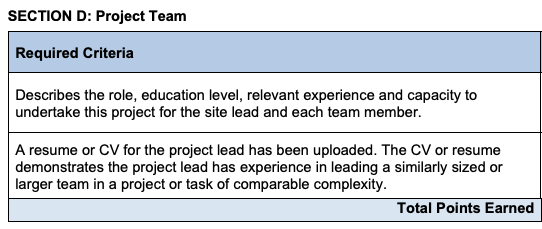 SECTION D: Project Team
Required Criteria
Describes the role, education level, relevant experience and capacity to
undertake this project for the site lead and each team member.
A resume or CV for the project lead has been uploaded. The CV or resume
demonstrates the project lead has experience in leading a similarly sized or
larger team in a project or task of comparable complexity.
Total Points Earned